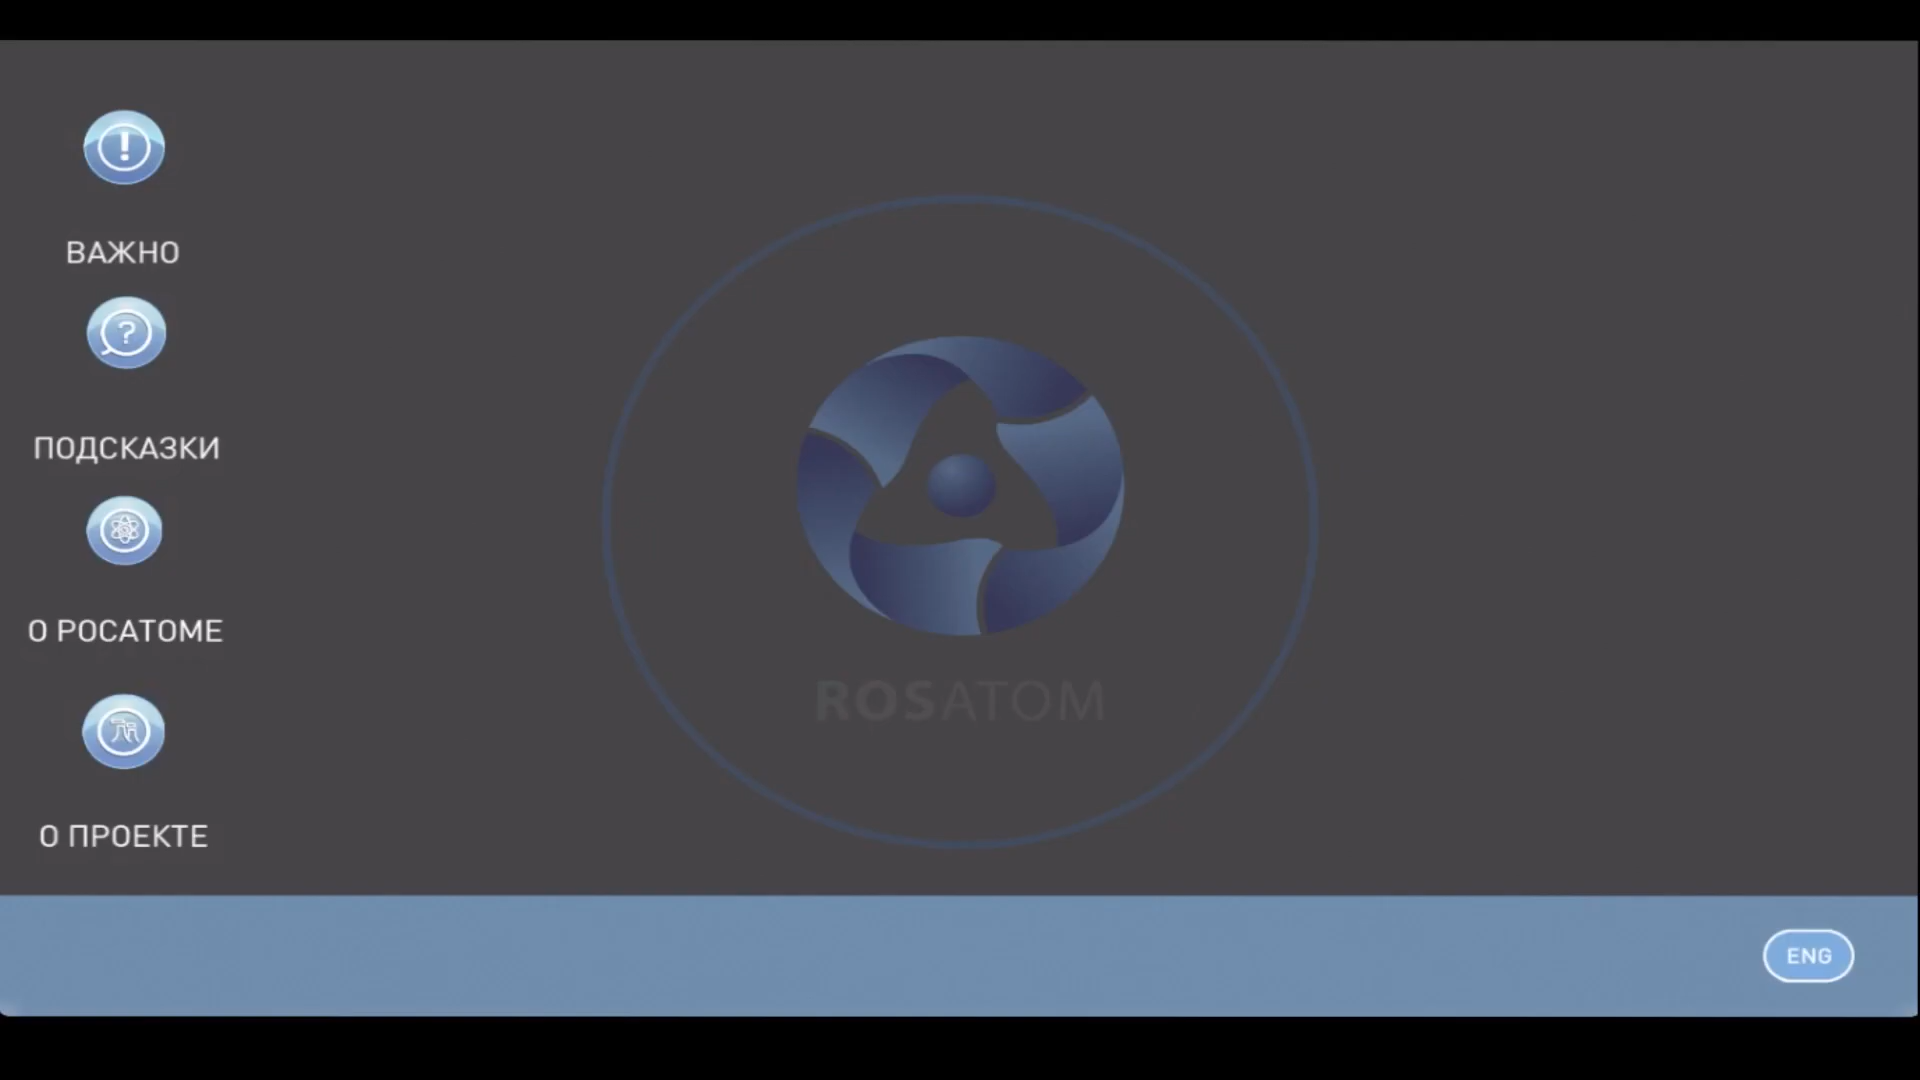 ВАЖНО
ПОДСКАЗКИ
О РОСАТОМЕ
О ПРОЕКТЕ
ROSATOM
ENG